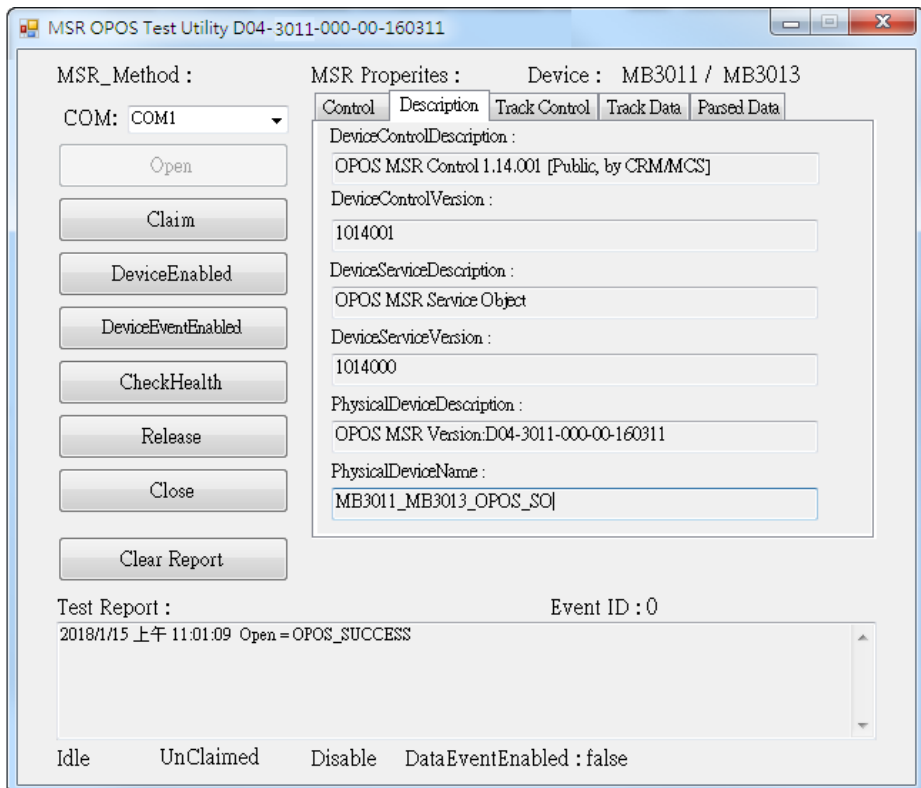 MSR OPOS Test Utility D04-3011-000-00-160311
MSR_Method :
COM: COM1
Open
Claim
DeviceEnabled
DeviceEventEnabled
CheckHealth
Release
Close
Clear Report
MSR Properites : Device : MB3011 / MB3013
Control Description Track Control Track Data Parsed Data
DeviceControlDescription :
OPOS MSR Control 1.14.001 [Public, by CRM/MCS]
DeviceControlVersion :
1014001
DeviceServiceDescription :
OPOS MSR Service Object
DeviceServiceVersion :
1014000
PhysicalDeviceDescription :
OPOS MSR Version:D04-3011-000-00-160311
PhysicalDeviceName :
MB3011_MB3013_OPOS_SO
Test Report : Event ID : 0
2018/1/15 上午 11:01:09 Open = OPOS_SUCCESS
Idle UnClaimed Disable DataEventEnabled : false